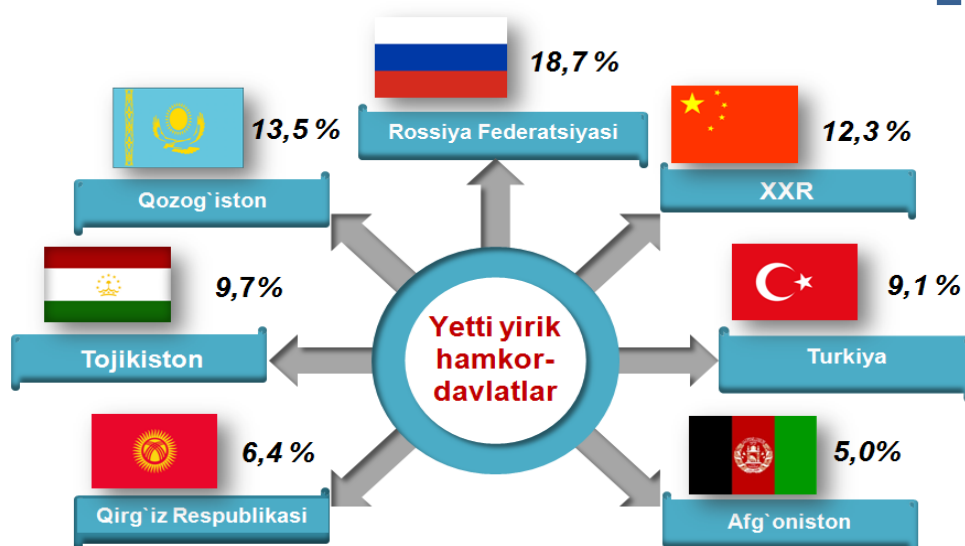 18,7 %
Rossiya Federatsiyasi
13,5 %
Qozog`iston
12,3 %
XXR
9,7%
Tojikiston
9,1 %
Turkiya
Yetti yirik
hamkor-
davlatlar
6,4 %
Qirg`iz Respublikasi
5,0%
Afg`oniston